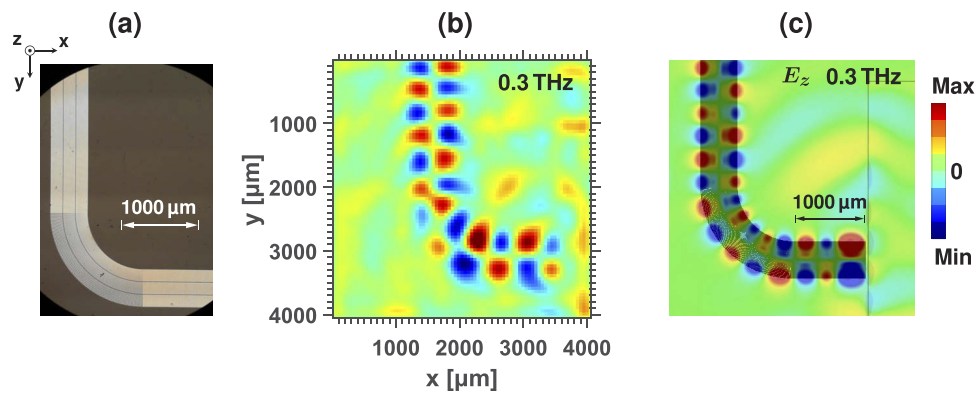 (a)
(b)
(c)
z
x
y
1000 μm
0.3 THz
1000
2000
3000
4000
y [μm]
1000
2000
3000
4000
x [μm]
E_z 0.3 THz
1000 μm
Max
0
Min